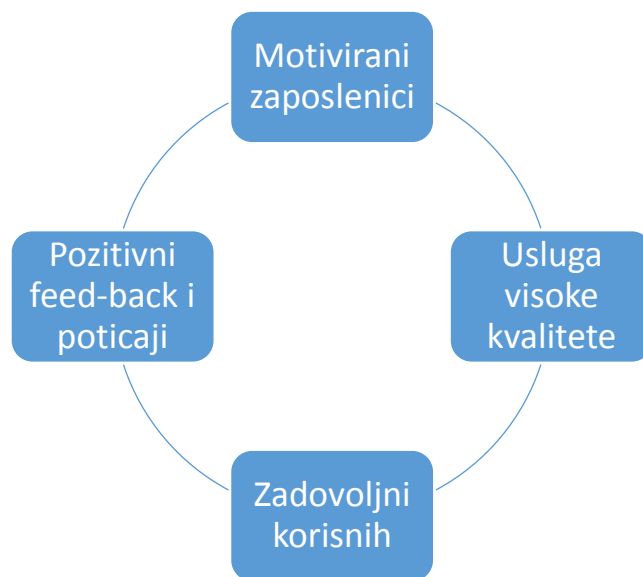 Motivirani
zaposlenici
Usluga
visoke
kvalitete
Zadovoljni
korisnih
Pozitivni
feed-back i
poticaji